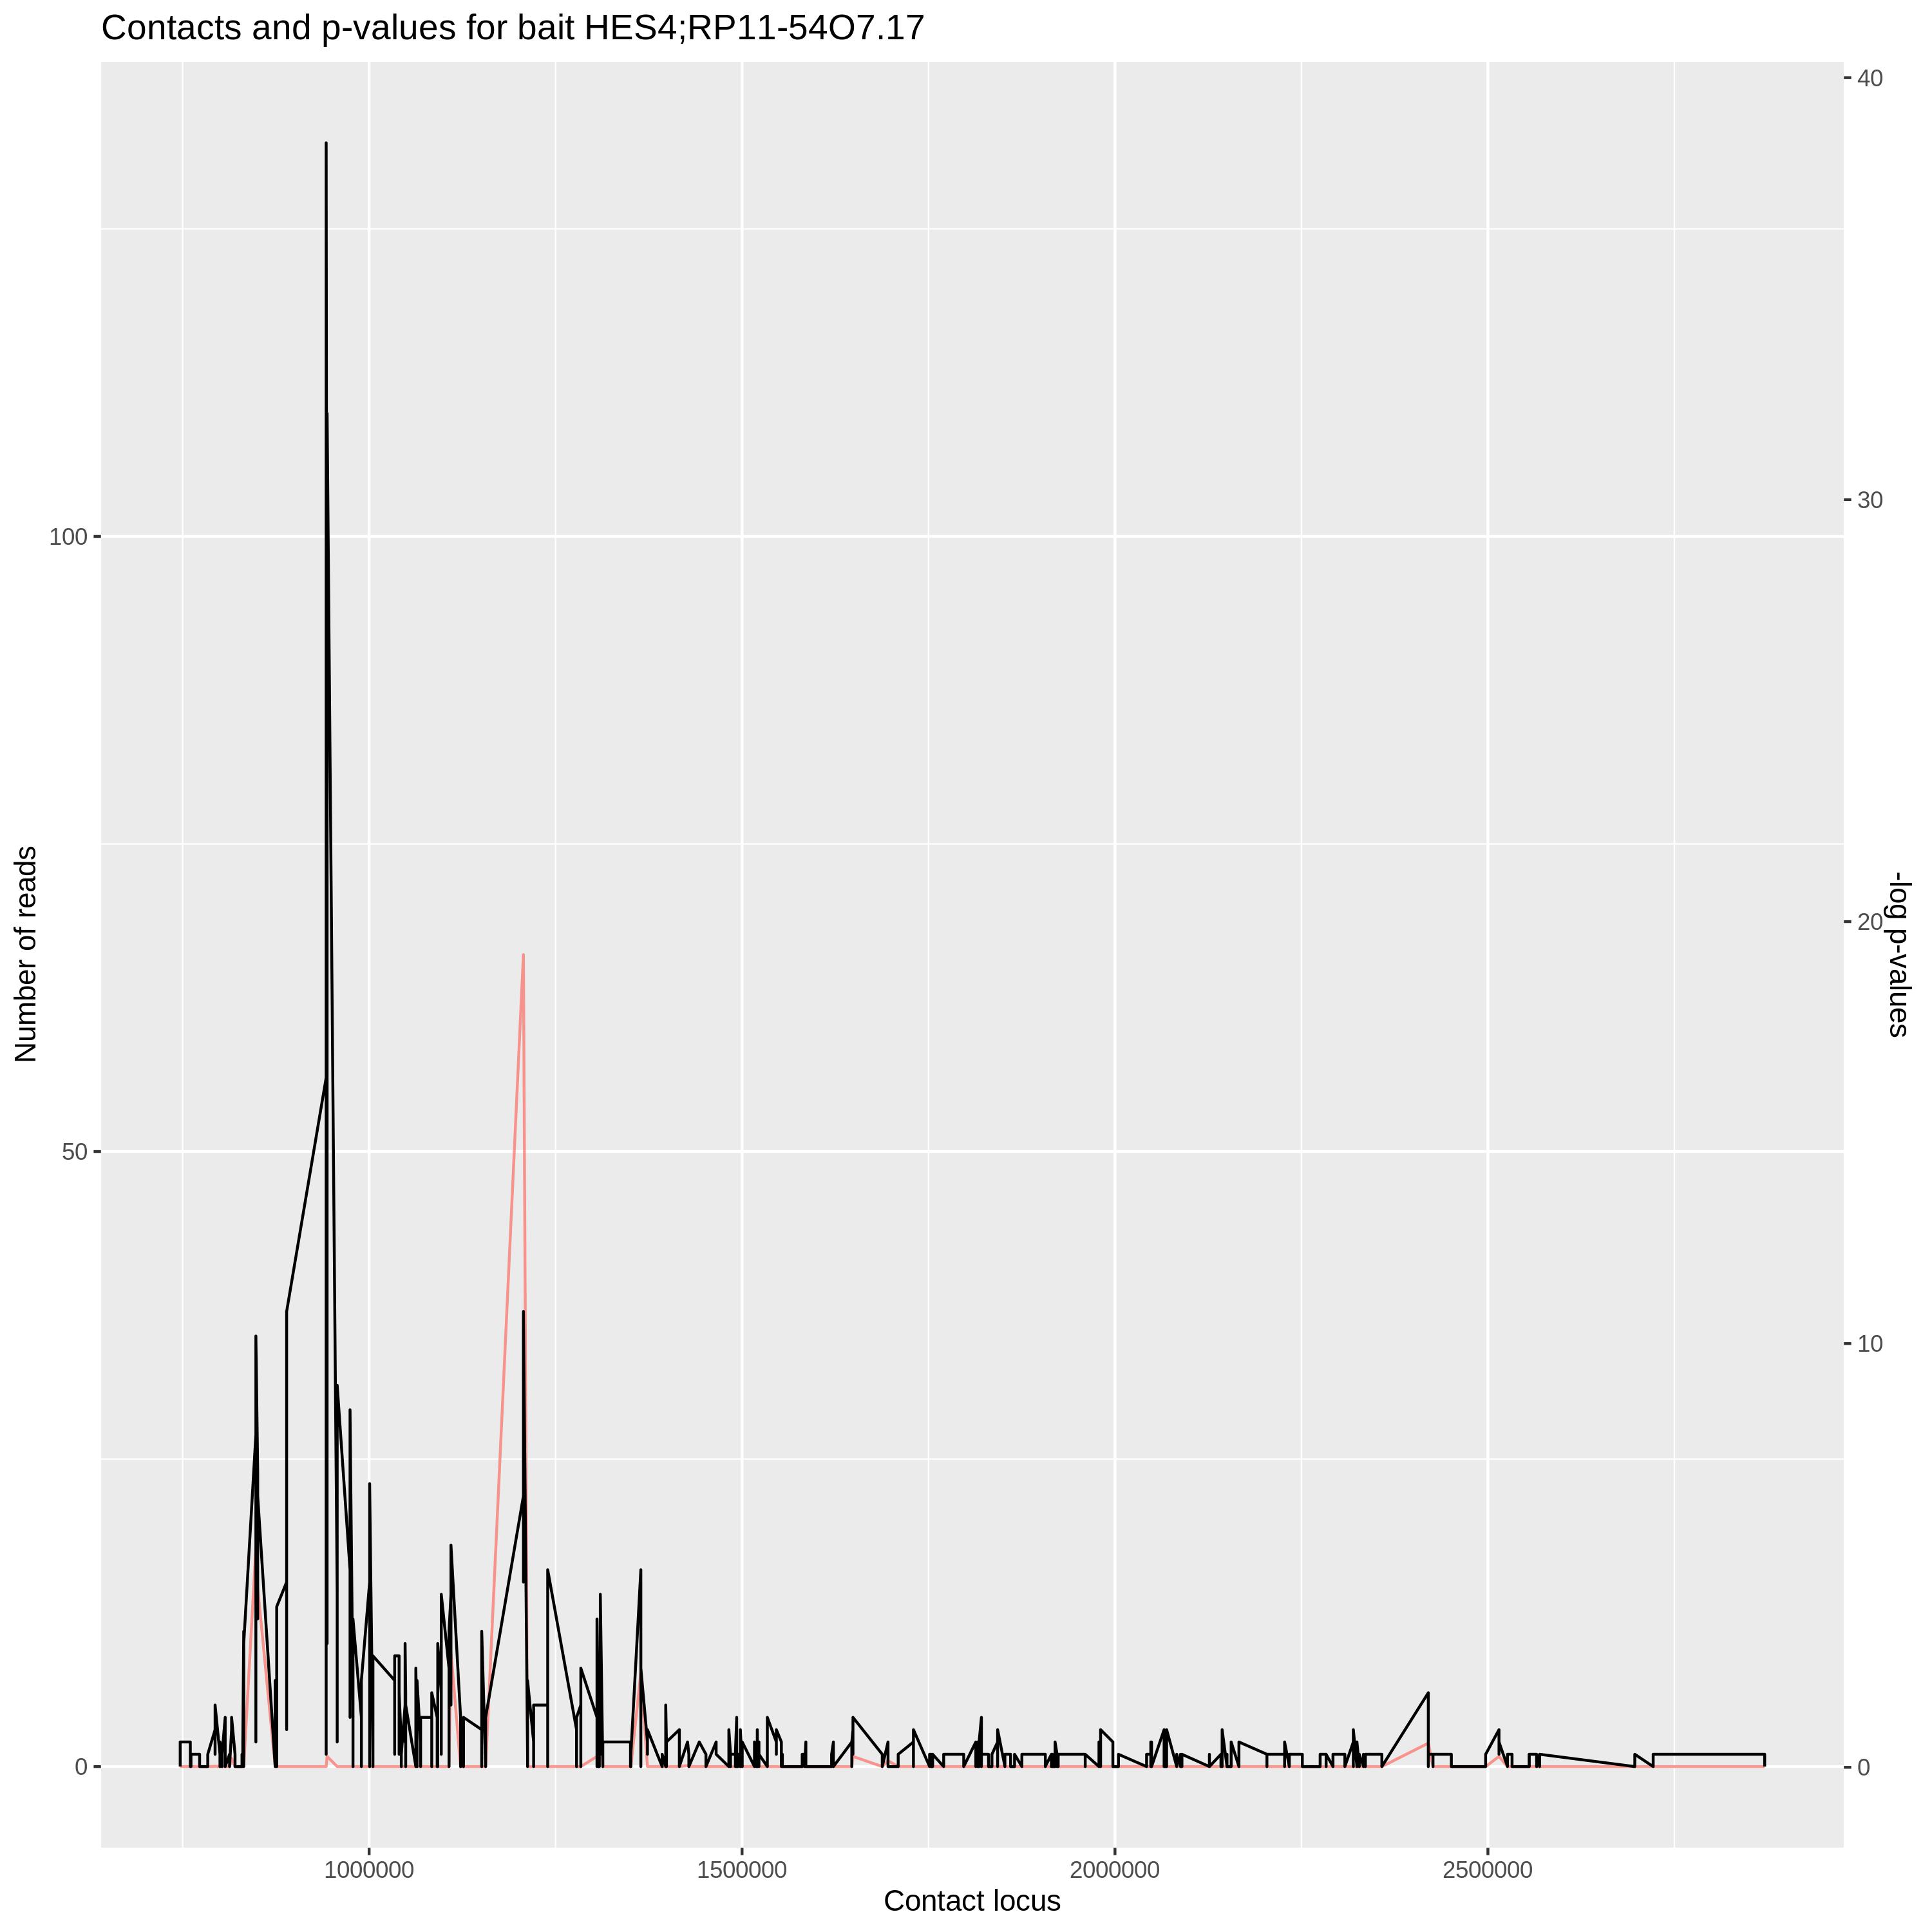 Contacts and p-values for bait HES4;RP11-54O7.17
Number of reads
100
50
0
40
30
20
10
0
-log p-values
1000000 1500000 2000000 2500000
Contact locus